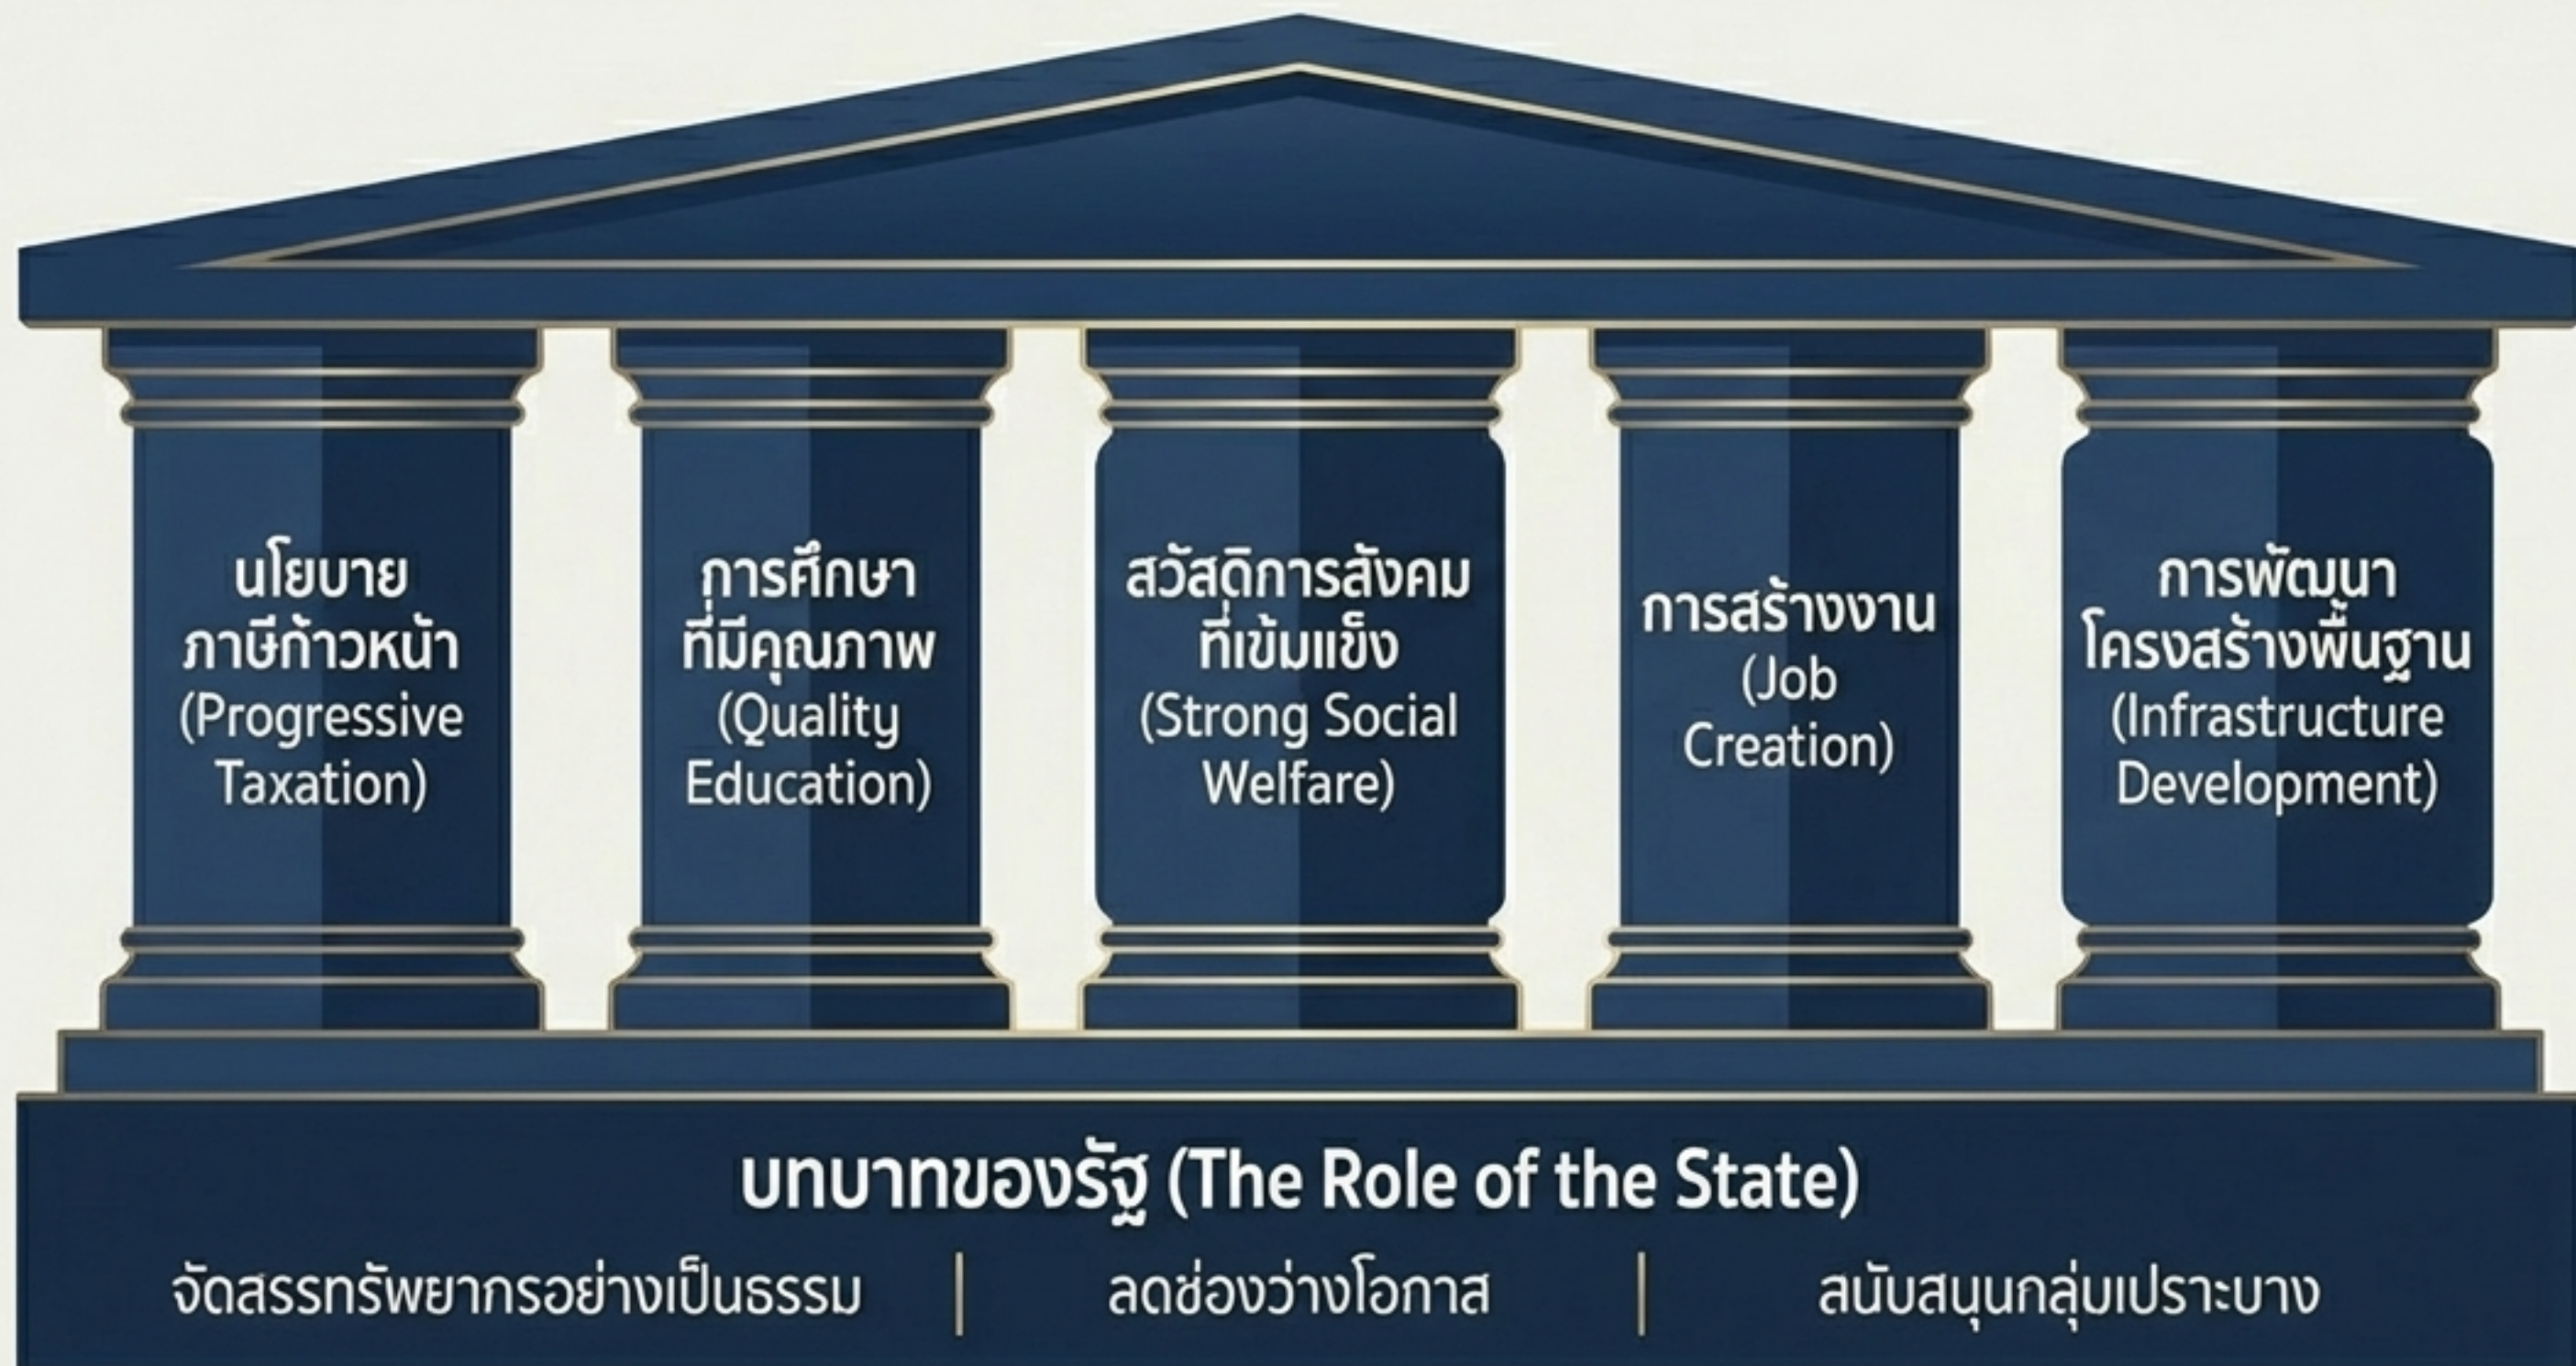 นโยบาย
ภาษีก้าวหน้า
(Progressive
Taxation)
การศึกษา
ที่มีคุณภาพ
(Quality
Education)
สวัสดิการสังคม
ที่เข้มแข็ง
(Strong Social
Welfare)
การสร้างงาน
(Job
Creation)
การพัฒนา
โครงสร้างพื้นฐาน
(Infrastructure
Development)
บทบาทของรัฐ (The Role of the State)
จัดสรรทรัพยากรอย่างเป็นธรรม | ลดช่องว่างโอกาส | สนับสนุนกลุ่มเปราะบาง